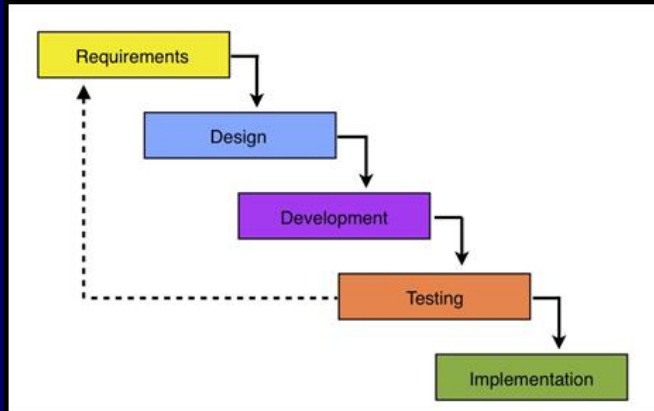 Requirements
Design
Development
Testing
Implementation